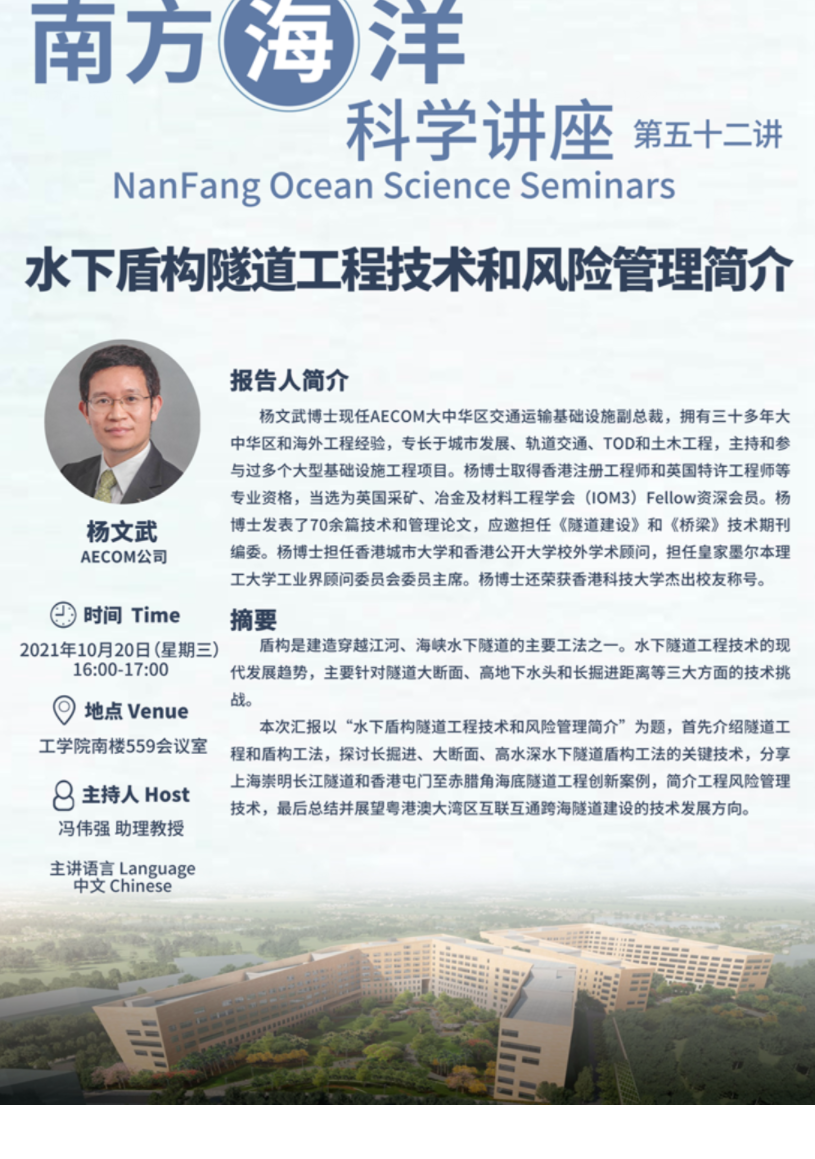 南方海洋
科学讲座 第五十二讲
NanFang Ocean Science Seminars
水下盾构隧道工程技术和风险管理简介
杨文武
AECOM公司
时间 Time
2021年10月20日(星期三)
16:00-17:00
地点 Venue
工学院南楼559会议室
主持人 Host
冯伟强 助理教授
主讲语言 Language
中文 Chinese
报告人简介
杨文武博士现任AECOM大中华区交通运输基础设施副总裁，拥有三十多年大
中华区和海外工程经验，专长于城市发展、轨道交通、TOD和土木工程，主持和参
与过多个大型基础设施工程项目。杨博士取得香港注册工程师和英国特许工程师等
专业资格，当选为英国采矿、冶金及材料工程学会（IOM3）Fellow资深会员。杨
博士发表了70余篇技术和管理论文，应邀担任《隧道建设》和《桥梁》技术期刊
编委。杨博士担任香港城市大学和香港公开大学校外学术顾问，担任皇家墨尔本理
工大学工业界顾问委员会委员主席。杨博士还荣获香港科技大学杰出校友称号。
摘要
盾构是建造穿越江河、海峡水下隧道的主要工法之一。水下隧道工程技术的现
代发展趋势，主要针对隧道大断面、高地下水头和长掘进距离等三大方面的技术挑
战。
本次汇报以“水下盾构隧道工程技术和风险管理简介”为题，首先介绍隧道工
程和盾构工法，探讨长掘进、大断面、高水深水下隧道盾构工法的关键技术，分享
上海崇明长江隧道和香港屯门至赤腊角海底隧道工程创新案例，简介工程风险管理
技术，最后总结并展望粤港澳大湾区互联互通跨海隧道建设的技术发展方向。